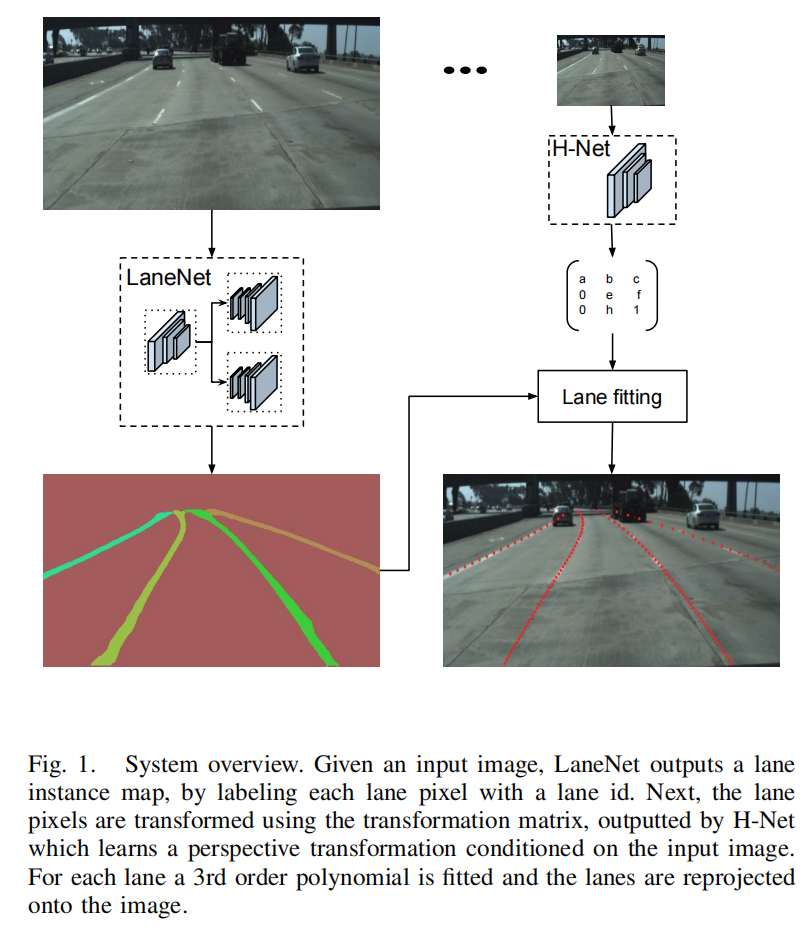 H-Net
LaneNet
a b c
0 e f
0 h 1
Lane fitting
Fig. 1. System overview. Given an input image, LaneNet outputs a lane
instance map, by labeling each lane pixel with a lane id. Next, the lane
pixels are transformed using the transformation matrix, outputted by H-Net
which learns a perspective transformation conditioned on the input image.
For each lane a 3rd order polynomial is fitted and the lanes are reprojected
onto the image.